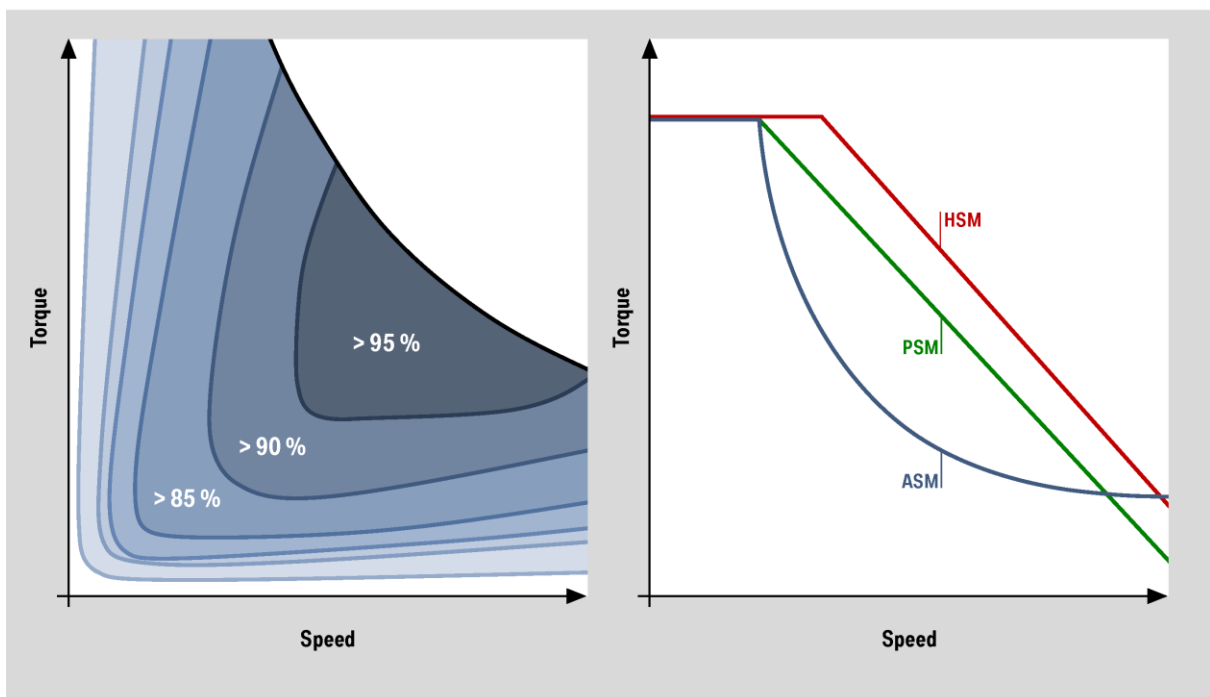 Torque
> 95 %
> 90 %
> 85 %
Speed
Torque
HSM
PSM
ASM
Speed